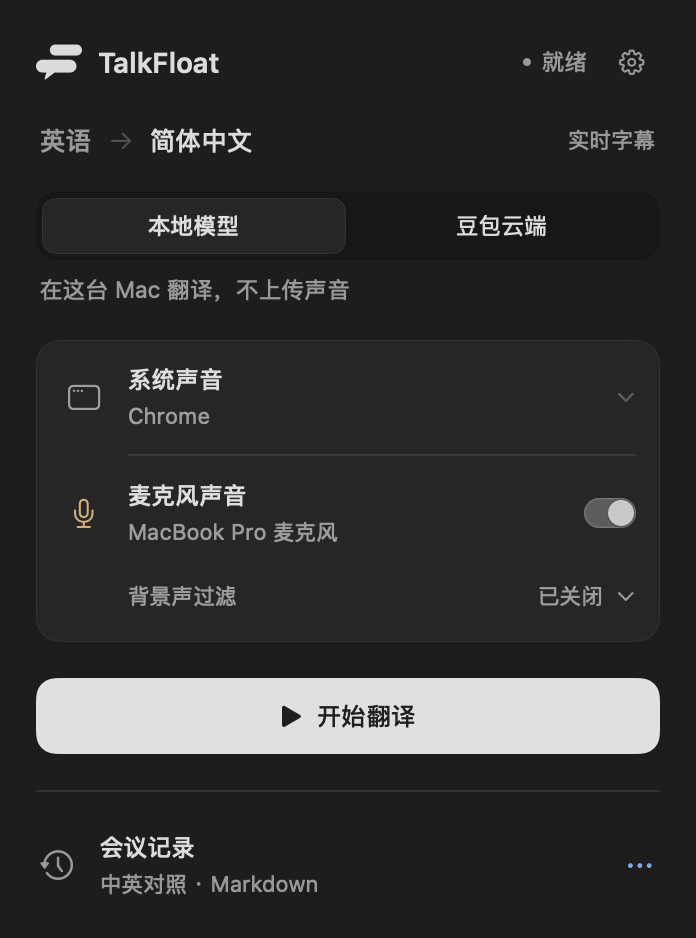 TalkFloat
• 就绪
英语 → 简体中文
实时字幕
本地模型
豆包云端
在这台 Mac 翻译，不上传声音
系统声音
Chrome
麦克风声音
MacBook Pro 麦克风
背景声过滤
已关闭
开始翻译
会议记录
中英对照 · Markdown